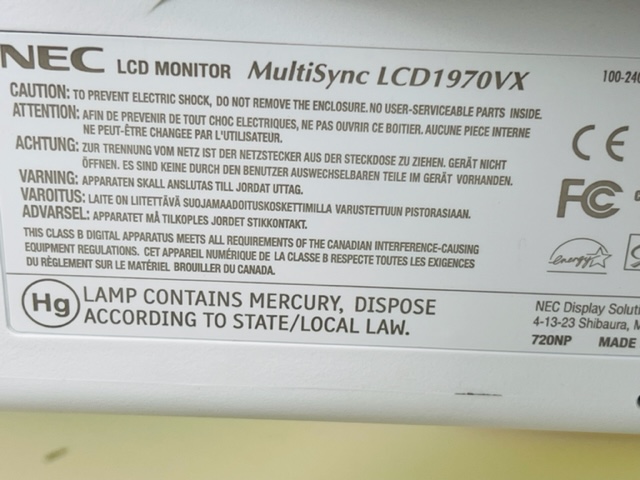 NEC LCD MONITOR MultiSync LCD1970VX 100-240
CAUTION: TO PREVENT ELECTRIC SHOCK, DO NOT REMOVE THE ENCLOSURE. NO USER-SERVICEABLE PARTS INSIDE.
ATTENTION: AFIN DE PREVENIR DE TOUT CHOC ELECTRIQUES, NE PAS OUVRIR CE BOITIER. AUCUNE PIECE INTERNE
NE PEUT-ÊTRE CHANGEE PAR L'UTILISATEUR.
ACHTUNG: ZUR TRENNUNG VOM NETZ IST DER NETZSTECKER AUS DER STECKDOSE ZU ZIEHEN. GERÄT NICHT
ÖFFNEN. ES SIND KEINE DURCH DEN BENUTZER AUSWECHSELBAREN TEILE IM GERÄT VORHANDEN.
VARNING: APPARATEN SKALL ANSLUTAS TILL JORDAT UTTAG.
VAROITUS: LAITE ON LIITETTÄVÄ SUOJAMAADOITUSKOSKETTIMILLA VARUSTETTUUN PISTORASIAAN.
ADVARSEL: APPARATET MÅ TILKOPLES JORDET STIKKONTAKT.
THIS CLASS B DIGITAL APPARATUS MEETS ALL REQUIREMENTS OF THE CANADIAN INTERFERENCE-CAUSING
EQUIPMENT REGULATIONS. CET APPAREIL NUMÉRIQUE DE LA CLASSE B RESPECTE TOUTES LES EXIGENCES
DU RÈGLEMENT SUR LE MATÉRIEL BROUILLER DU CANADA.
CE
FC
energy
Hg LAMP CONTAINS MERCURY, DISPOSE
ACCORDING TO STATE/LOCAL LAW.
NEC Display Soluti
4-13-23 Shibaura, M
720NP MADE